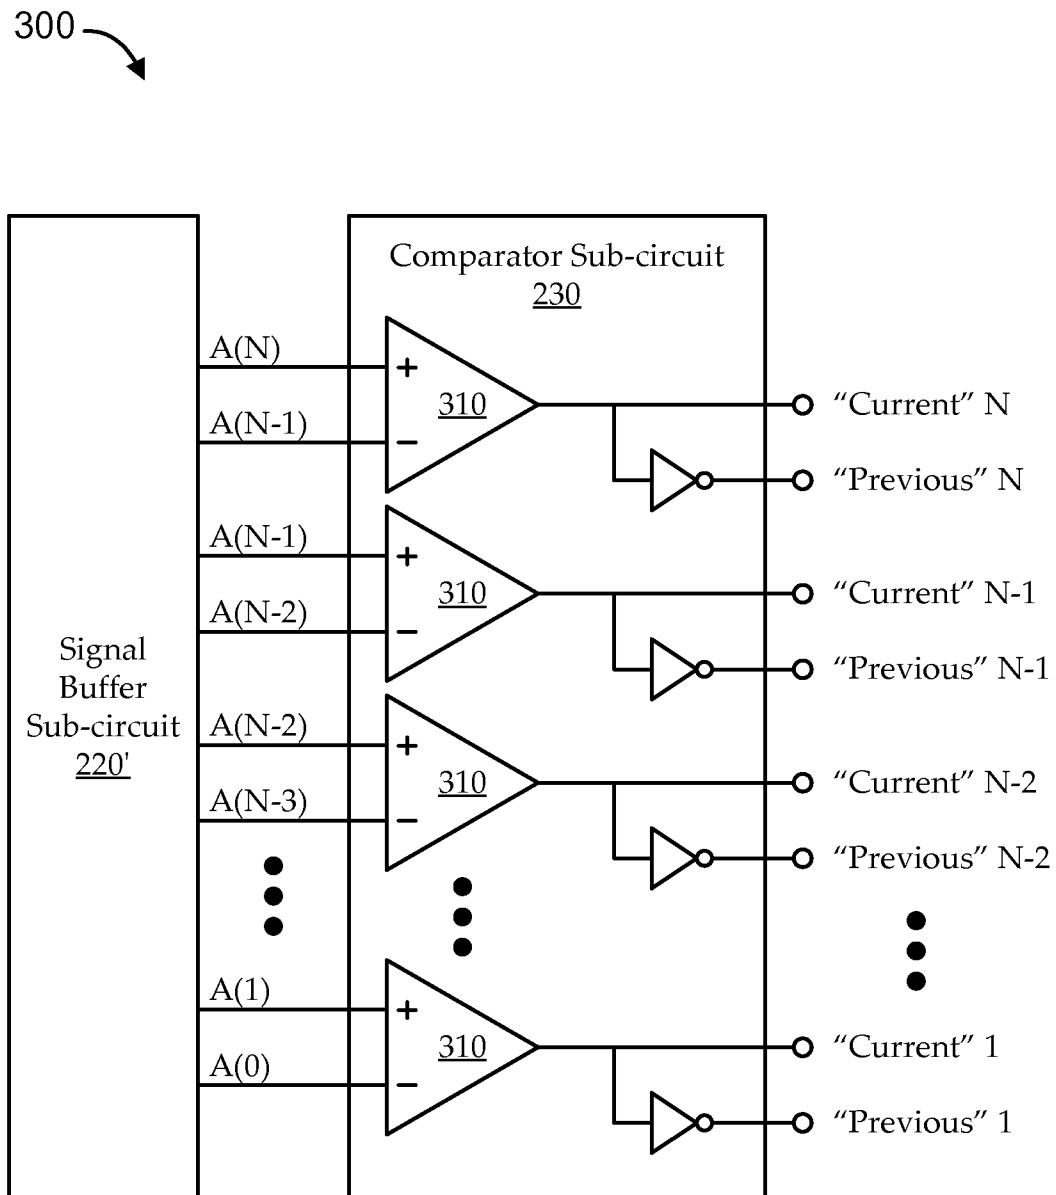 300
Comparator Sub-circuit
230
A(N)
+
310
A(N-1)
−
“Current” N
“Previous” N
A(N-1)
+
310
A(N-2)
−
“Current” N-1
“Previous” N-1
Signal
Buffer
Sub-circuit
220'
A(N-2)
+
310
A(N-3)
−
“Current” N-2
“Previous” N-2
A(1)
+
310
A(0)
−
“Current” 1
“Previous” 1